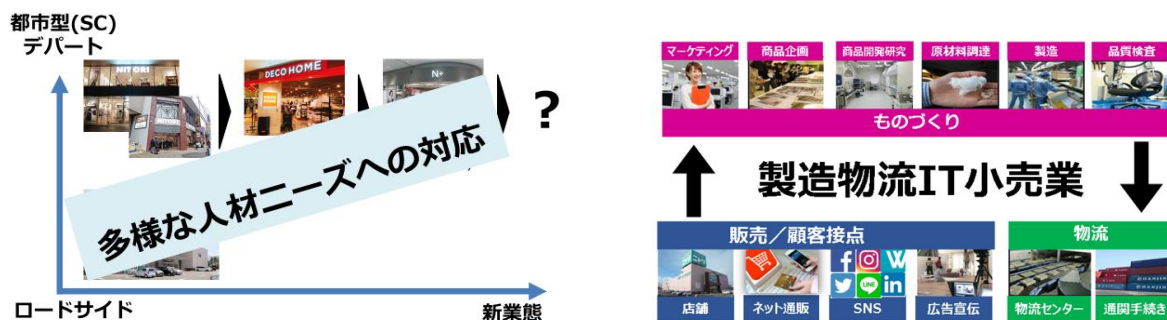 都市型(SC)
デパート
NITORI
DECO HOME
N+
?
多様な人材ニーズへの対応
ロードサイド
新業態
マーケティング
商品企画
商品開発研究
原材料調達
製造
品質検査
ものづくり
製造物流IT小売業
販売/顧客接点
物流
店舗
ネット通販
SNS
広告宣伝
物流センター
通関手続き